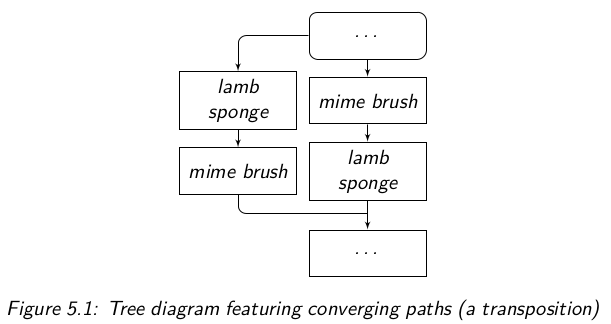 ...
lamb
sponge
mime brush
mime brush
lamb
sponge
...
Figure 5.1: Tree diagram featuring converging paths (a transposition)